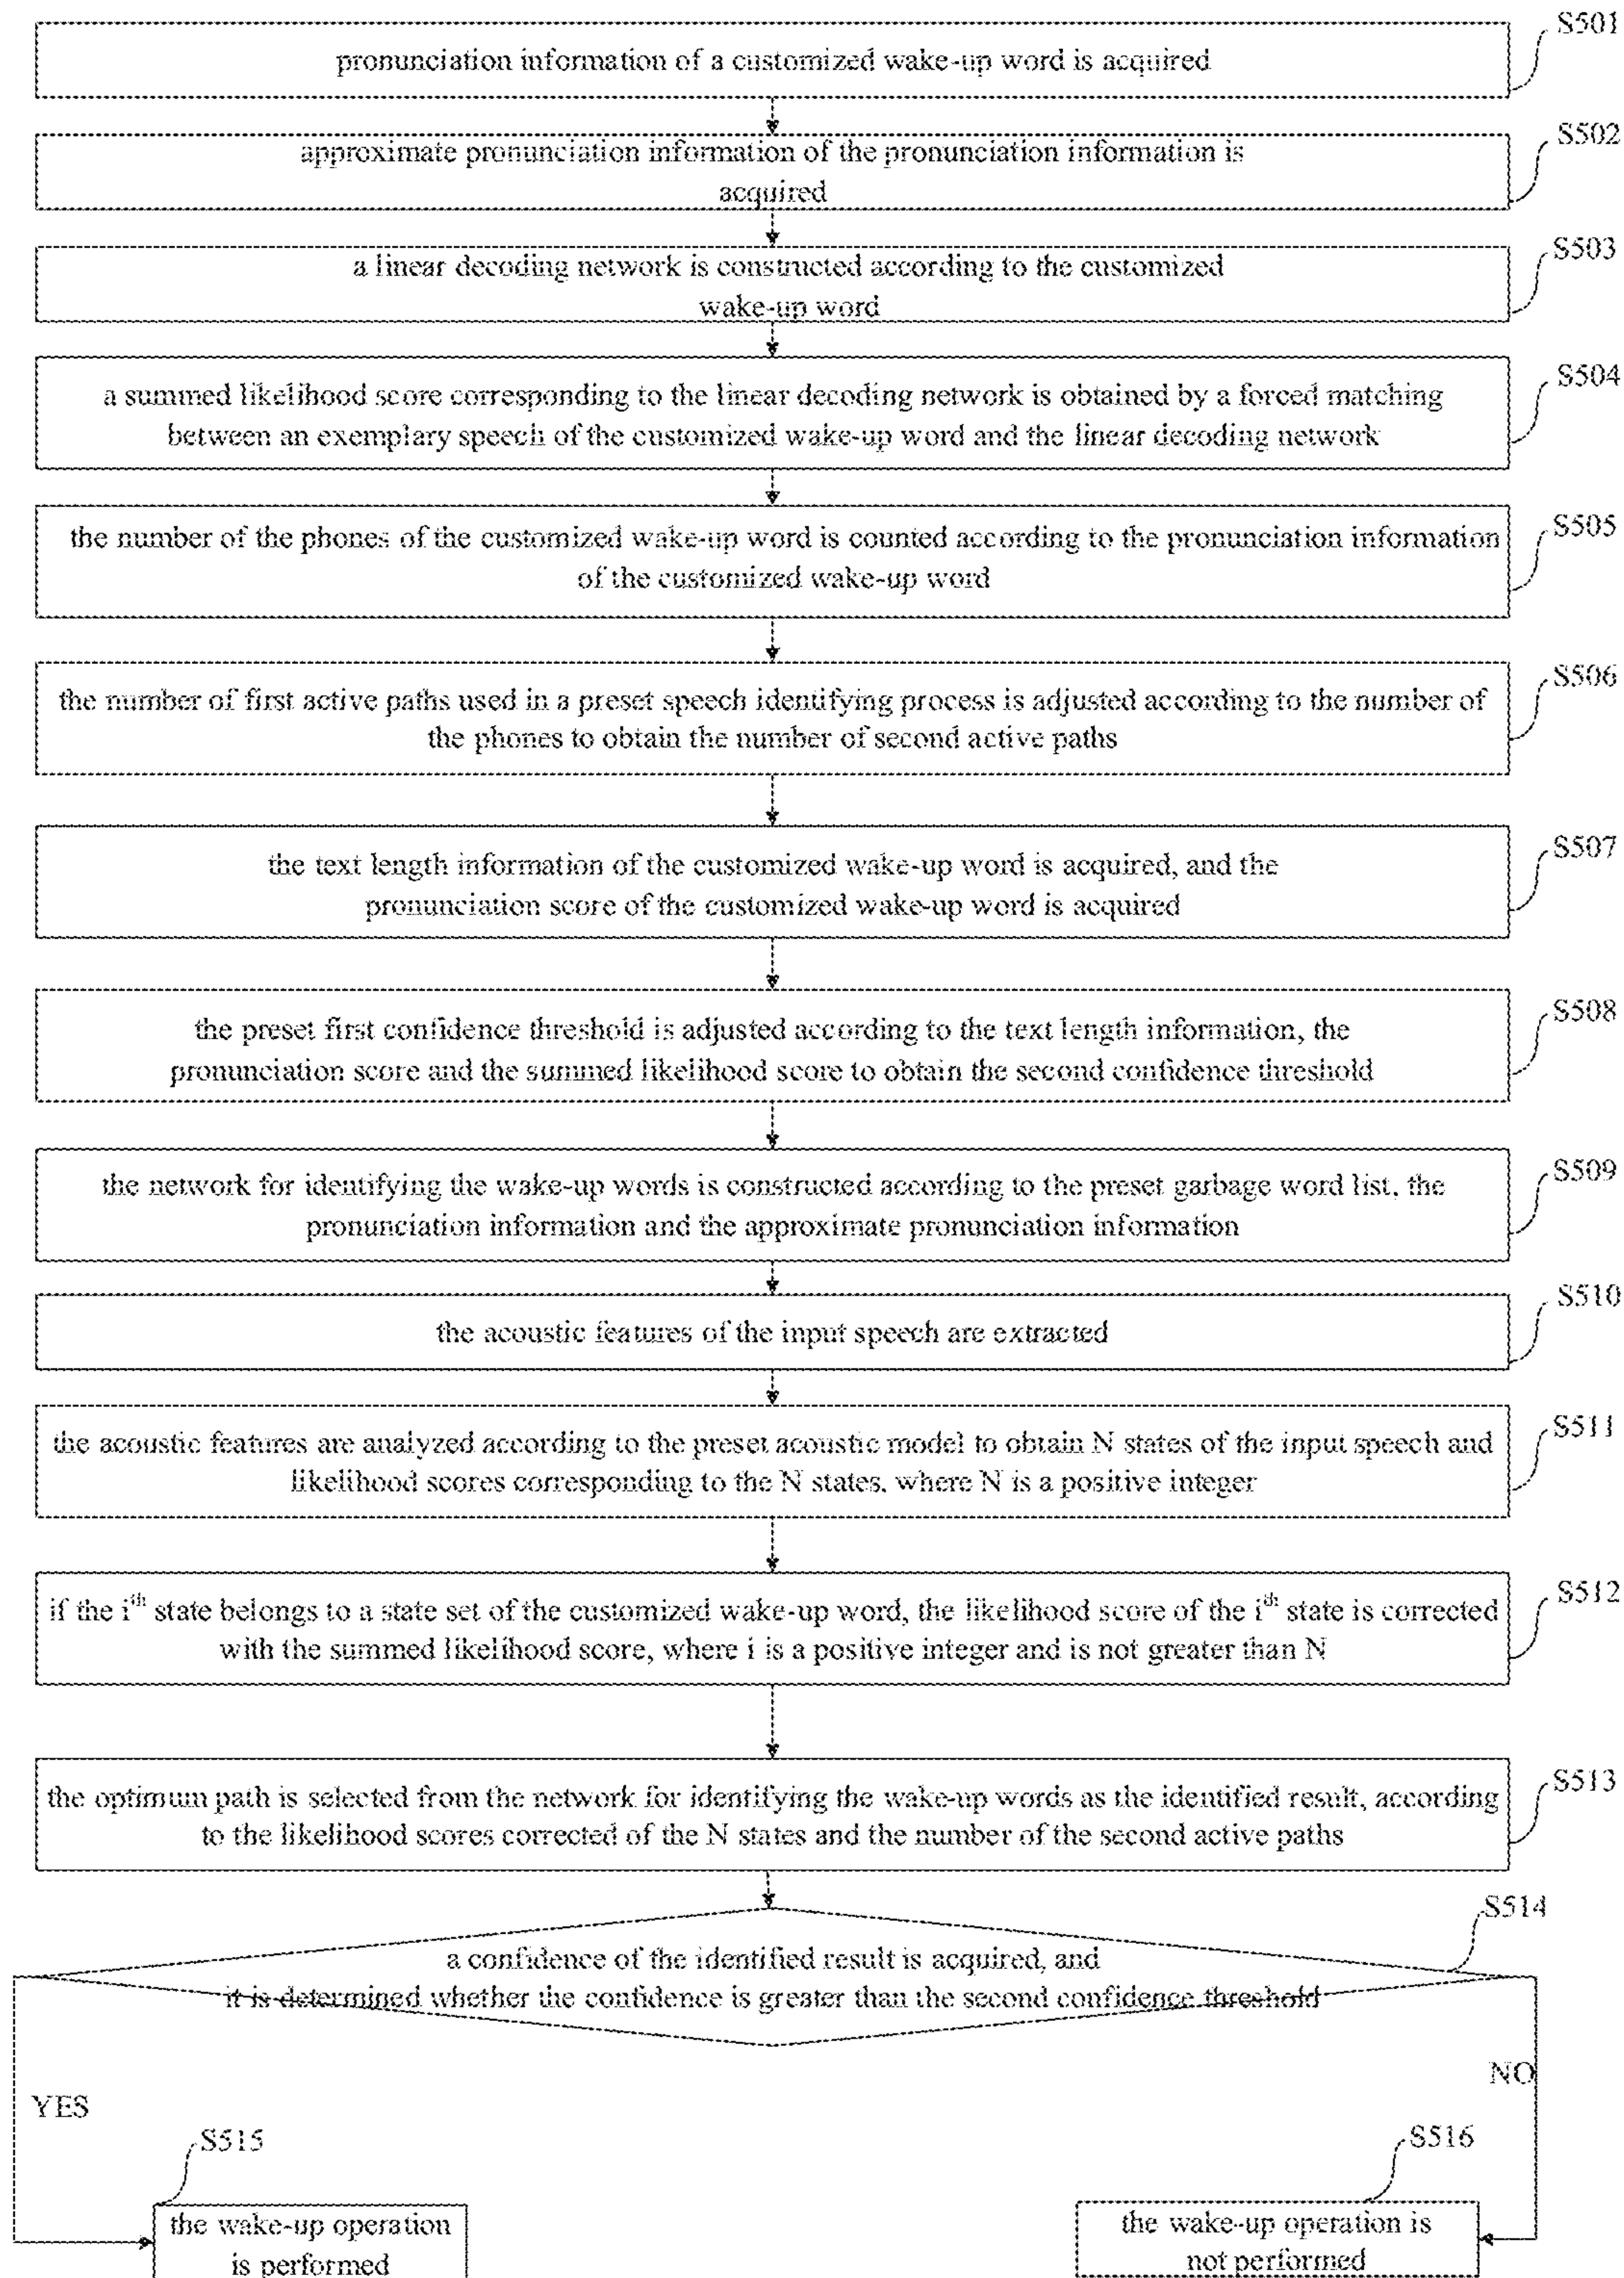 S501
pronunciation information of a customized wake-up word is acquired
S502
approximate pronunciation information of the pronunciation information is
acquired
S503
a linear decoding network is constructed according to the customized
wake-up word
S504
a summed likelihood score corresponding to the linear decoding network is obtained by a forced matching
between an exemplary speech of the customized wake-up word and the linear decoding network
S505
the number of the phones of the customized wake-up word is counted according to the pronunciation information
of the customized wake-up word
S506
the number of first active paths used in a preset speech identifying process is adjusted according to the number of
the phones to obtain the number of second active paths
S507
the text length information of the customized wake-up word is acquired, and the
pronunciation score of the customized wake-up word is acquired
S508
the preset first confidence threshold is adjusted according to the text length information, the
pronunciation score and the summed likelihood score to obtain the second confidence threshold
S509
the network for identifying the wake-up words is constructed according to the preset garbage word list, the
pronunciation information and the approximate pronunciation information
S510
the acoustic features of the input speech are extracted
S511
the acoustic features are analyzed according to the preset acoustic model to obtain N states of the input speech and
likelihood scores corresponding to the N states, where N is a positive integer
S512
if the i^th state belongs to a state set of the customized wake-up word, the likelihood score of the i^th state is corrected
with the summed likelihood score, where i is a positive integer and is not greater than N
S513
the optimum path is selected from the network for identifying the wake-up words as the identified result, according
to the likelihood scores corrected of the N states and the number of the second active paths
S514
a confidence of the identified result is acquired, and
it is determined whether the confidence is greater than the second confidence threshold
NO
YES
S515
S516
the wake-up operation
is performed
the wake-up operation is
not performed